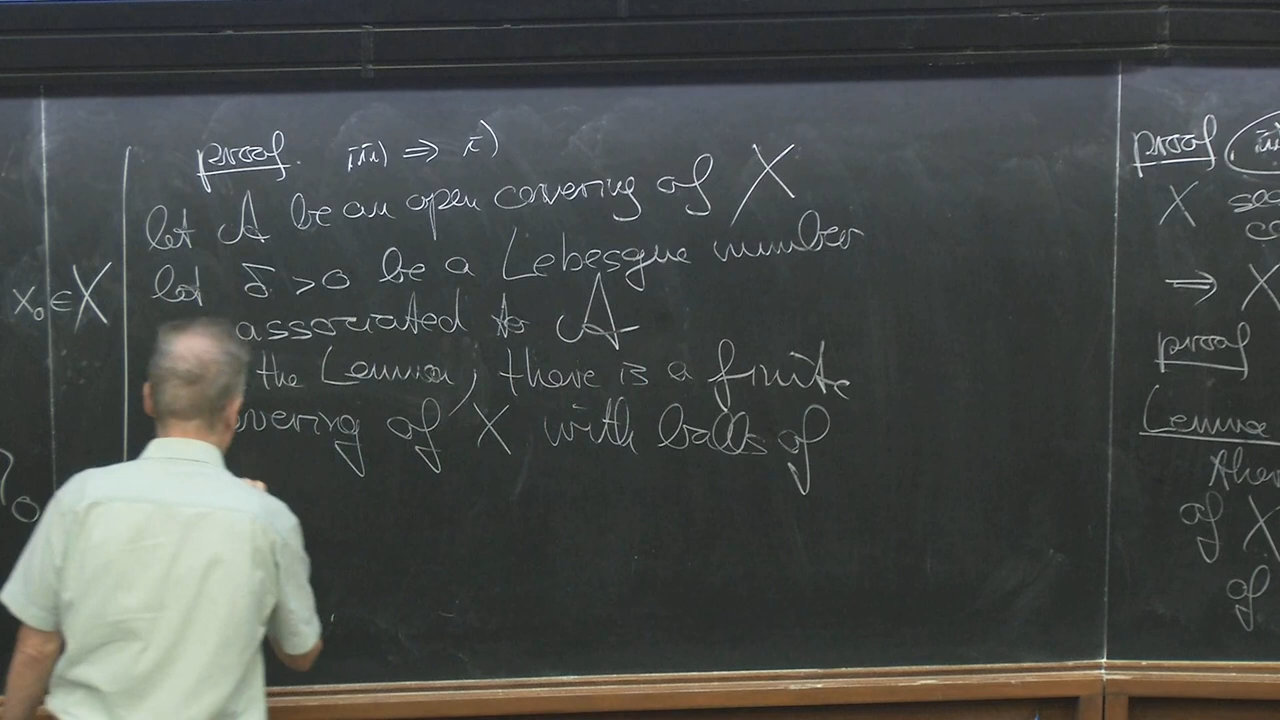 x₀ ∈ X
proof. iii) ⇒ i)
let A be an open covering of X
let δ > 0 be a Lebesgue number
associated to A
the Lemma, there is a finite
of X with balls of
proof
X
⇒ X
proof
Lemma
of X
of